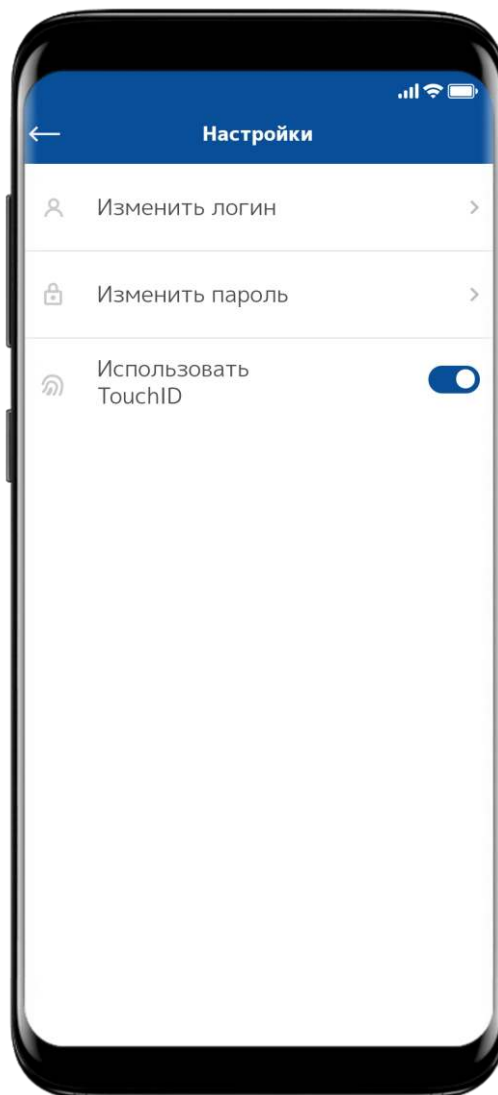 Настройки
Изменить логин
Изменить пароль
Использовать
TouchID